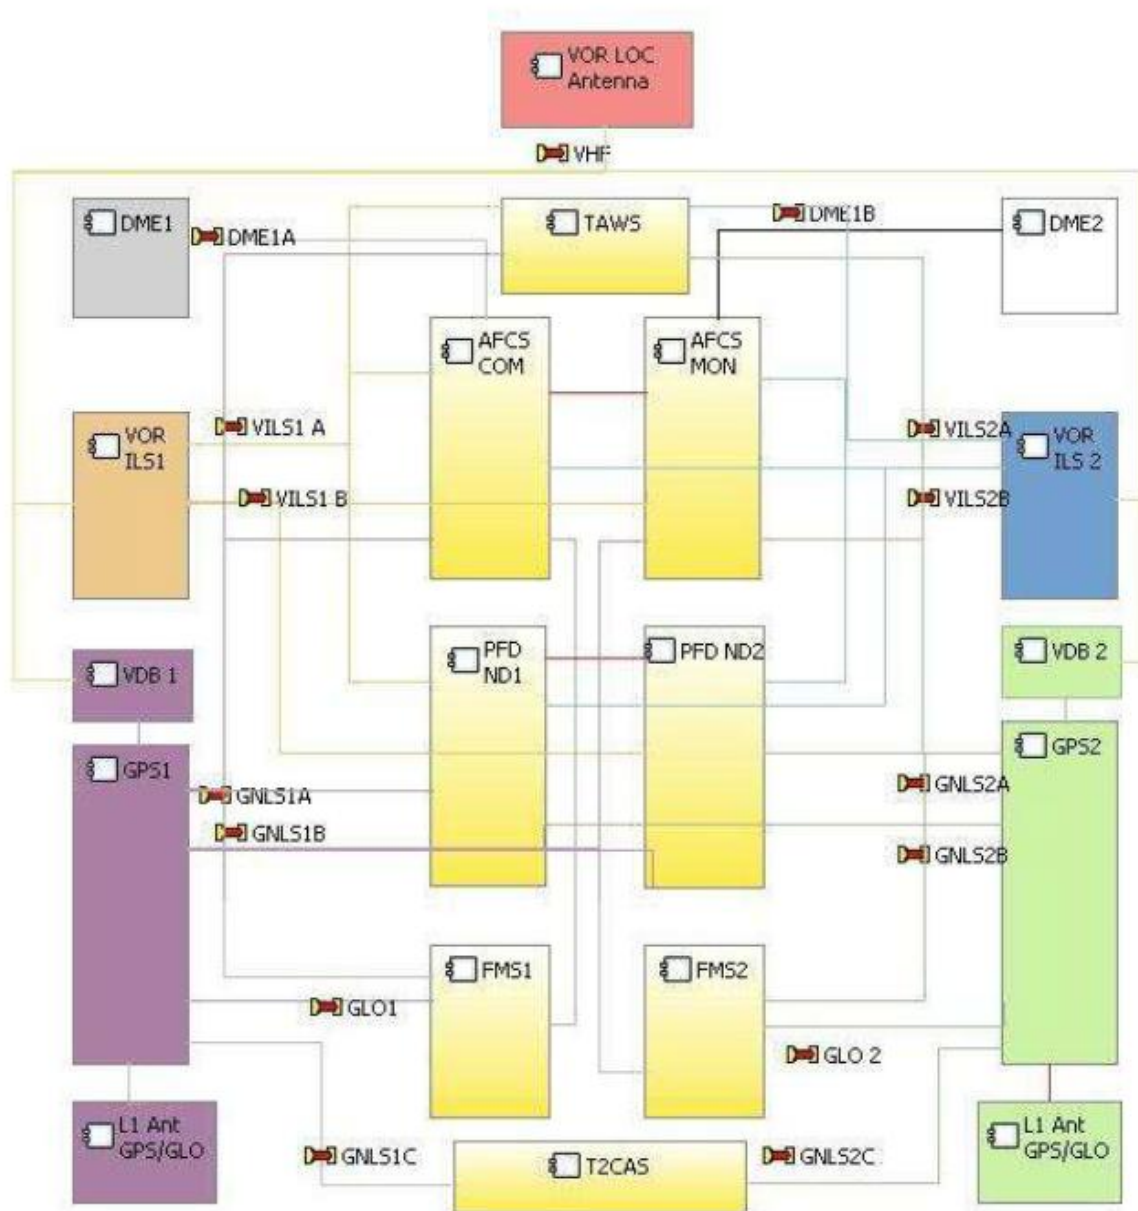 VOR LOC
Antenna
VHF
DME1
DME1A
TAWS
DME1B
DME2
AFCS
COM
AFCS
MON
VOR
ILS1
VILS1 A
VILS2A
VOR
ILS 2
VILS1 B
VILS2B
VDB 1
PFD
ND1
PFD ND2
VDB 2
GPS1
GNLS1A
GNLS1B
GPS2
GNLS2A
GNLS2B
FMS1
FMS2
GLO1
GLO 2
L1 Ant
GPS/GLO
GNLS1C
T2CAS
GNLS2C
L1 Ant
GPS/GLO